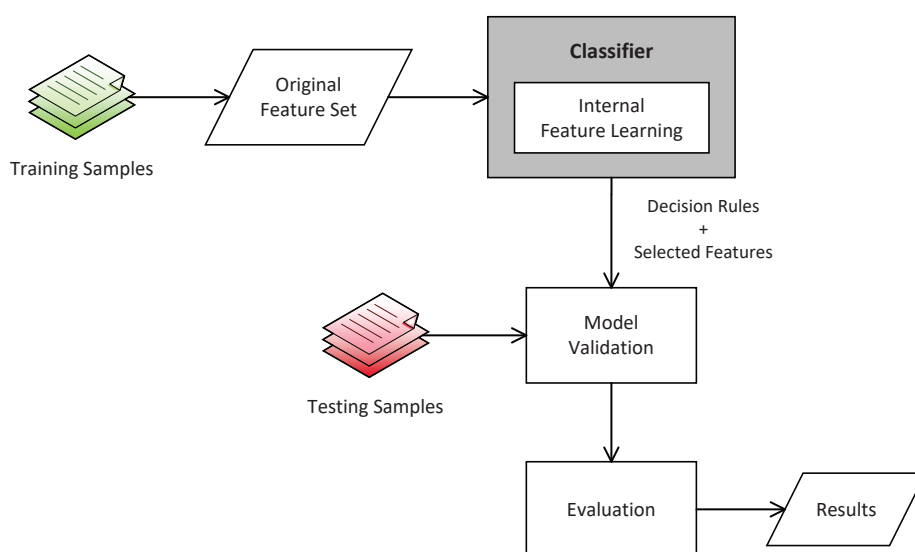 Training Samples
Original
Feature Set
Classifier
Internal
Feature Learning
Decision Rules
+
Selected Features
Testing Samples
Model
Validation
Evaluation
Results